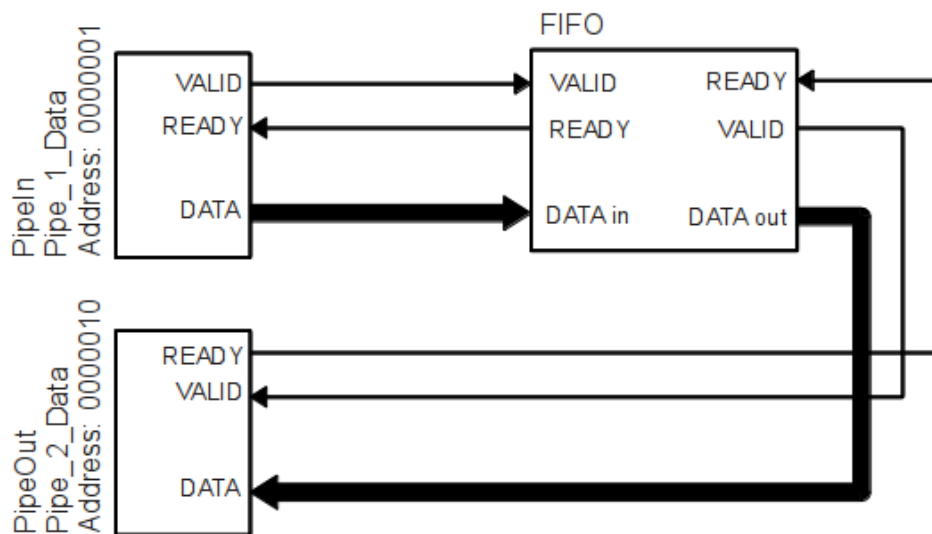 FIFO
PipeIn
Pipe_1_Data
Address: 0000001
VALID
READY
DATA
VALID
READY
DATA in
READY
VALID
DATA out
PipeOut
Pipe_2_Data
Address: 0000010
READY
VALID
DATA